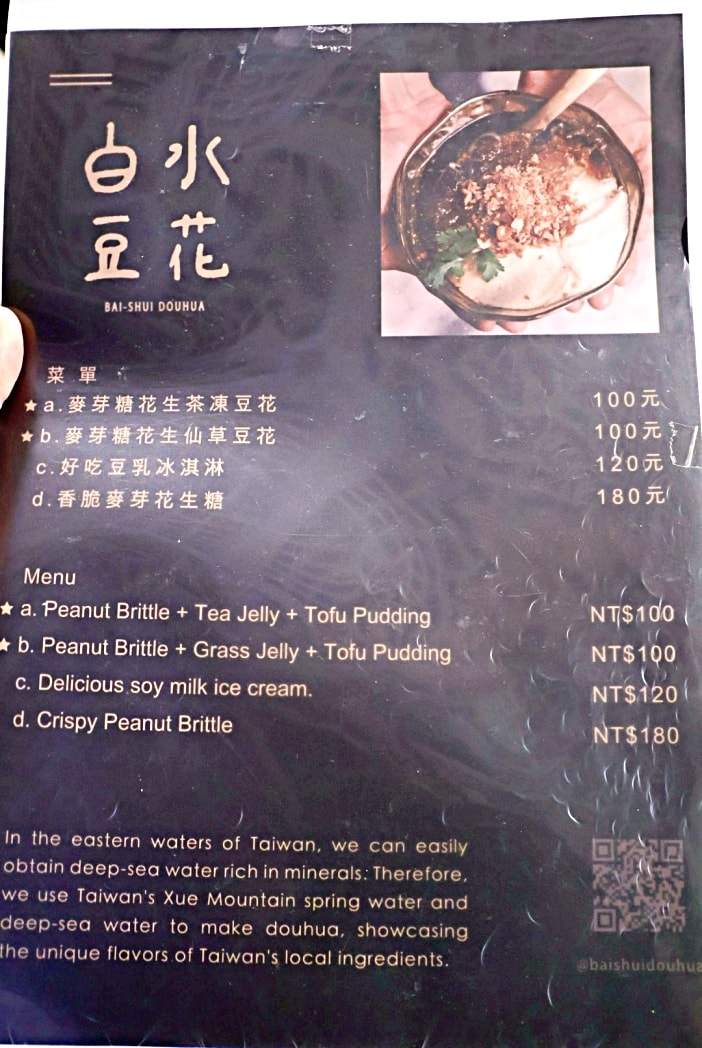 白水
豆花
BAI-SHUI DOUHUA
菜單
★ a.麥芽糖花生茶凍豆花 100元
★ b.麥芽糖花生仙草豆花 100元
c.好吃豆乳冰淇淋 120元
d.香脆麥芽花生糖 180元
Menu
★ a. Peanut Brittle + Tea Jelly + Tofu Pudding NT$100
★ b. Peanut Brittle + Grass Jelly + Tofu Pudding NT$100
c. Delicious soy milk ice cream. NT$120
d. Crispy Peanut Brittle NT$180
In the eastern waters of Taiwan, we can easily
obtain deep-sea water rich in minerals. Therefore,
we use Taiwan's Xue Mountain spring water and
deep-sea water to make douhua, showcasing
the unique flavors of Taiwan's local ingredients.
@baishuidouhua